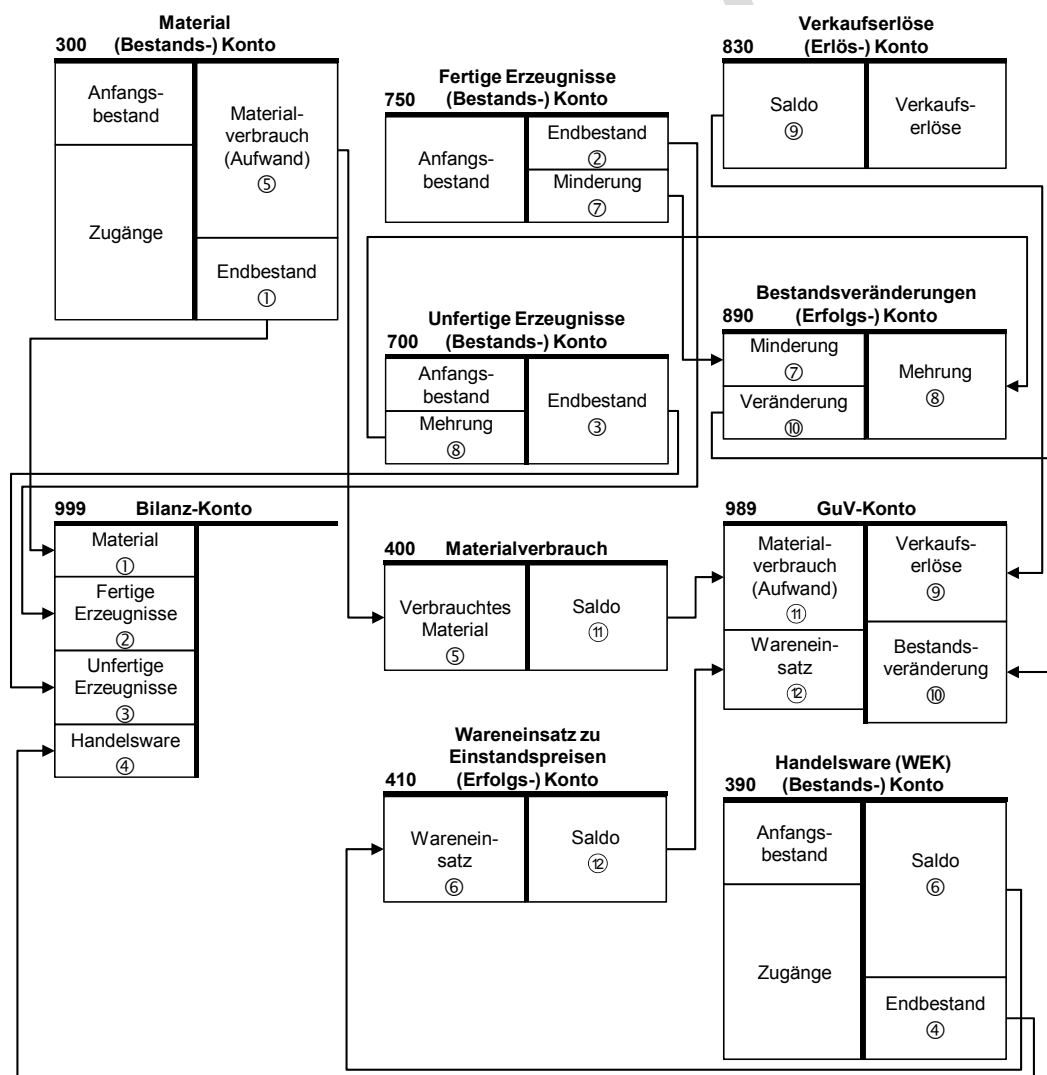 Material
300 (Bestands-) Konto
Anfangs-
bestand
Zugänge
Material-
verbrauch
(Aufwand)
⑤
Endbestand
①
Fertige Erzeugnisse
750 (Bestands-) Konto
Anfangs-
bestand
Endbestand
②
Minderung
⑦
Verkaufserlöse
830 (Erlös-) Konto
Saldo
⑨
Verkaufs-
erlöse
Unfertige Erzeugnisse
700 (Bestands-) Konto
Anfangs-
bestand
Mehrung
⑧
Endbestand
③
Bestandsveränderungen
890 (Erfolgs-) Konto
Minderung
⑦
Veränderung
⑩
Mehrung
⑧
999 Bilanz-Konto
Material
①
Fertige
Erzeugnisse
②
Unfertige
Erzeugnisse
③
Handelsware
④
400 Materialverbrauch
Verbrauchtes
Material
⑤
Saldo
⑪
989 GuV-Konto
Material-
verbrauch
(Aufwand)
⑪
Warenein-
satz
⑫
Verkaufs-
erlöse
⑨
Bestands-
veränderung
⑩
Wareneinsatz zu
Einstandspreisen
410 (Erfolgs-) Konto
Warenein-
satz
⑥
Saldo
⑫
Handelsware (WEK)
390 (Bestands-) Konto
Anfangs-
bestand
Zugänge
Saldo
⑥
Endbestand
④